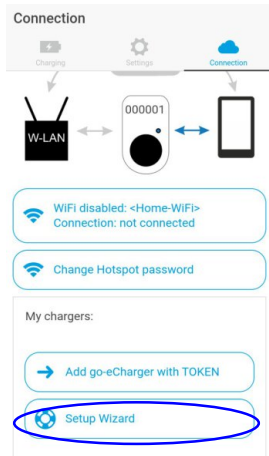 Connection
Charging Settings Connection
000001
W-LAN
WiFi disabled: <Home-WiFi>
Connection: not connected
Change Hotspot password
My chargers:
Add go-eCharger with TOKEN
Setup Wizard